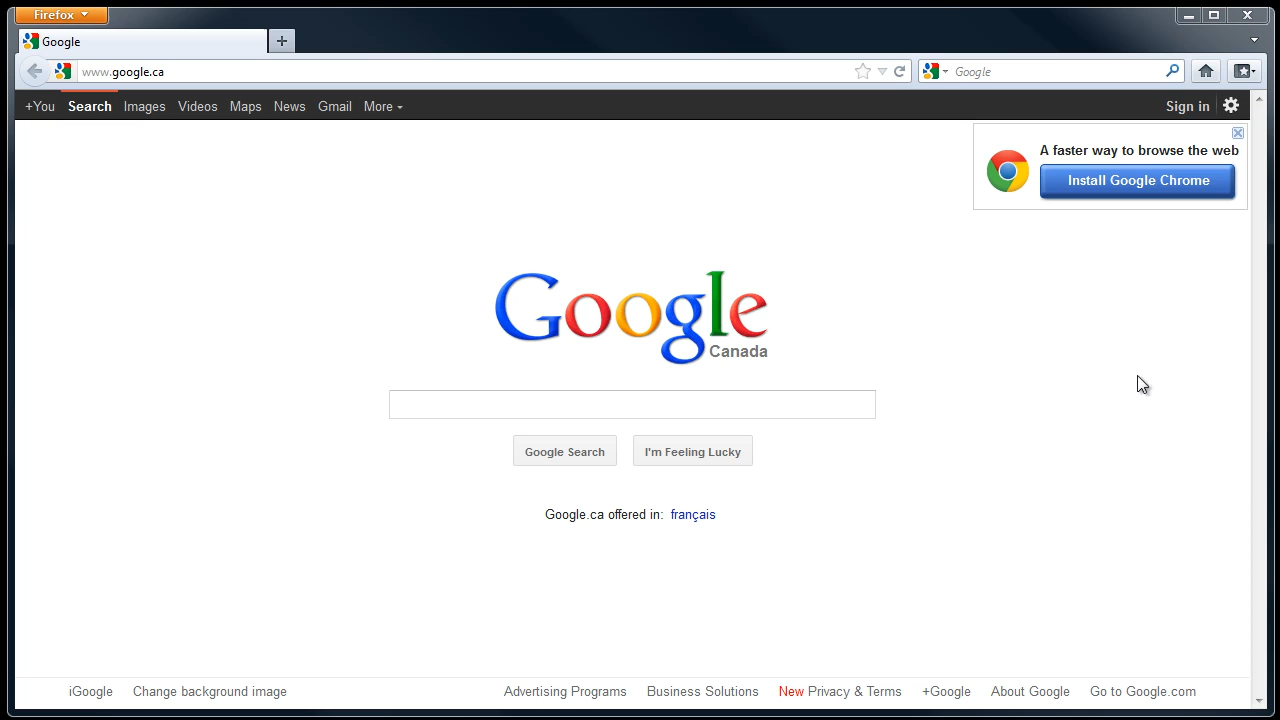 Firefox
Google
www.google.ca
Google
+You Search Images Videos Maps News Gmail More
Sign in
A faster way to browse the web
Install Google Chrome
Google
Canada
Google Search I'm Feeling Lucky
Google.ca offered in: français
iGoogle Change background image Advertising Programs Business Solutions New Privacy & Terms +Google About Google Go to Google.com